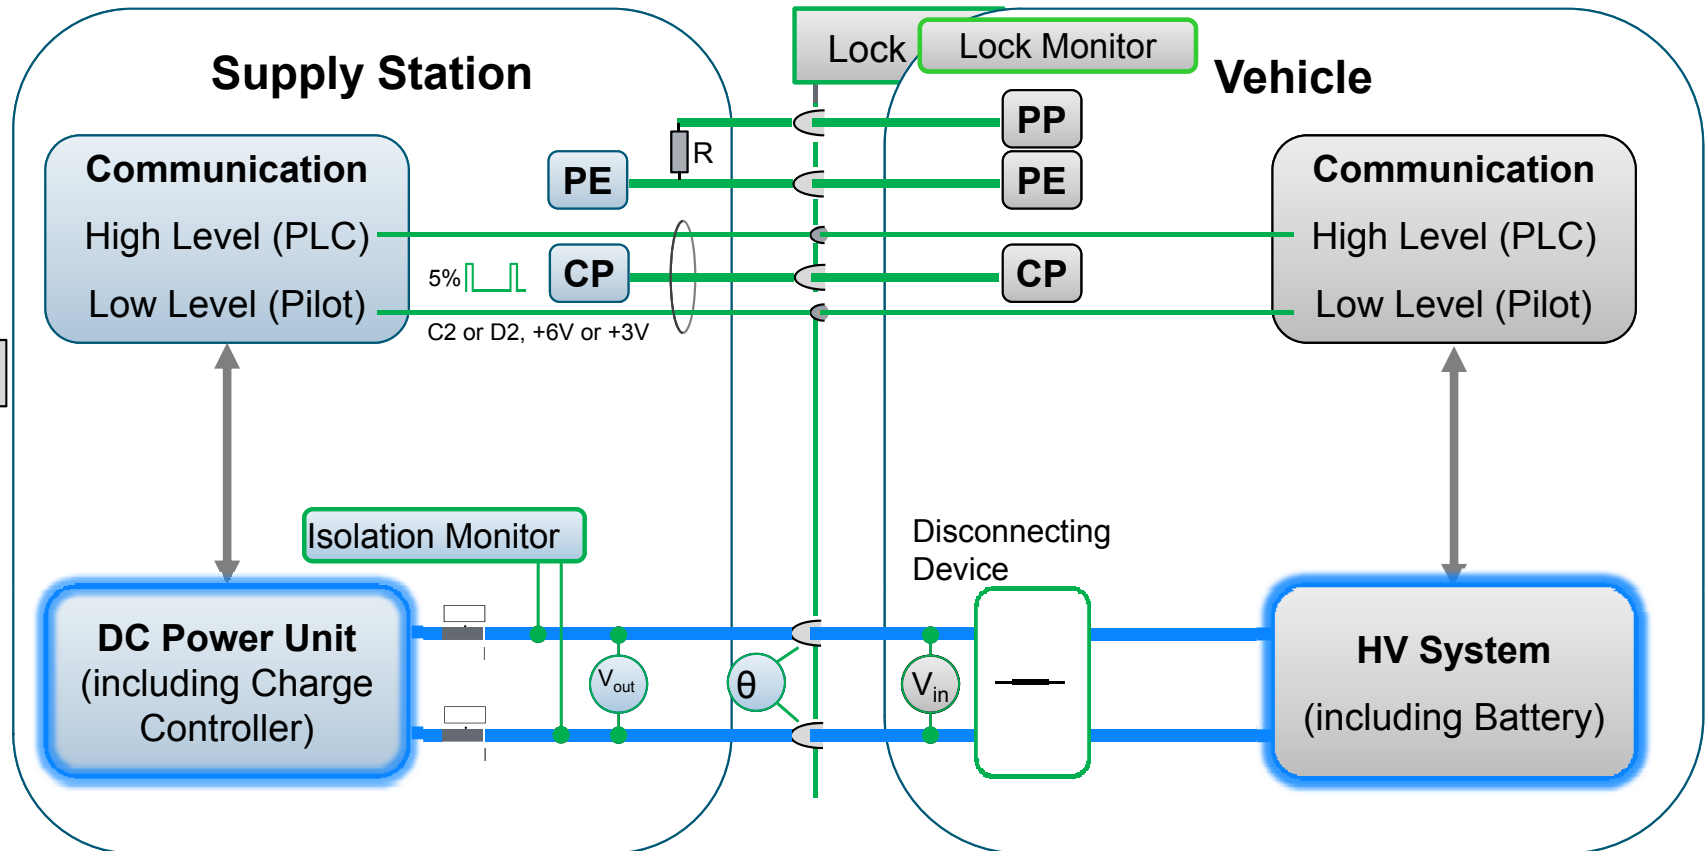 Lock
Lock Monitor
Supply Station
Vehicle
Communication
High Level (PLC)
Low Level (Pilot)
R
PP
PE
PE
CP
CP
5%
C2 or D2, +6V or +3V
Communication
High Level (PLC)
Low Level (Pilot)
Isolation Monitor
Disconnecting
Device
DC Power Unit
(including Charge
Controller)
Vout
θ
Vin
HV System
(including Battery)